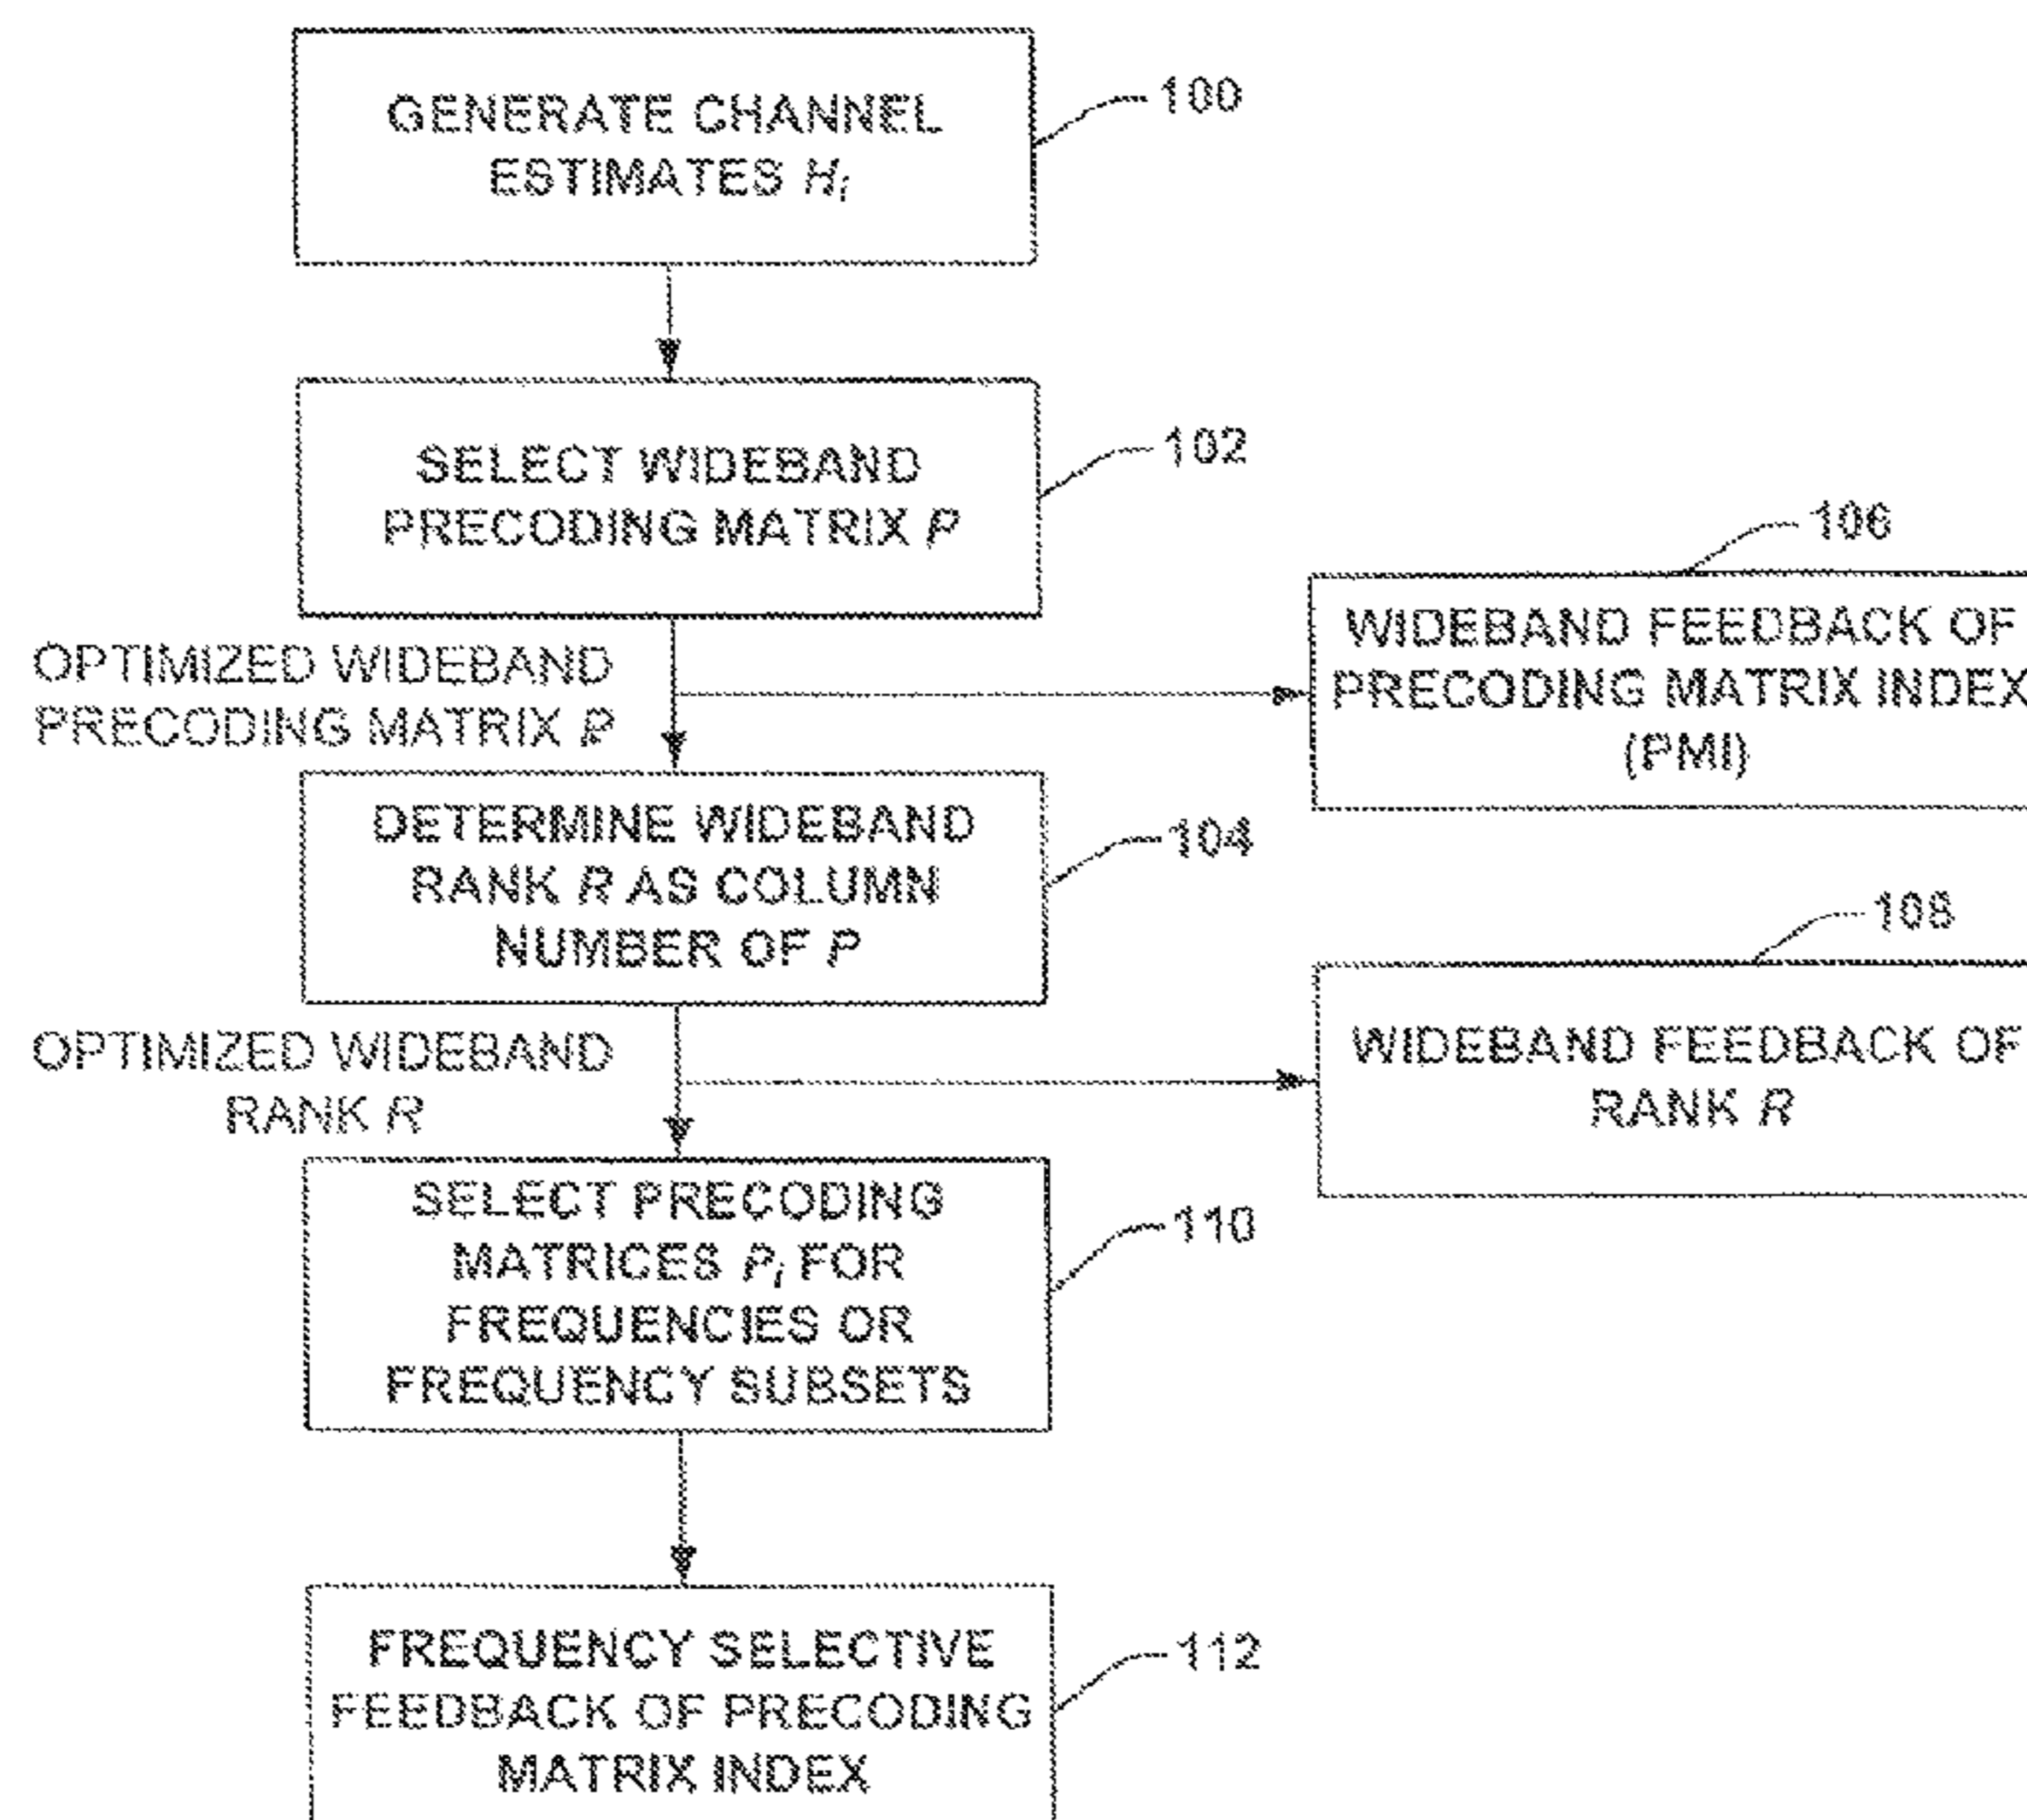 GENERATE CHANNEL
ESTIMATES Hi
100
SELECT WIDEBAND
PRECODING MATRIX P
102
OPTIMIZED WIDEBAND
PRECODING MATRIX P
106
WIDEBAND FEEDBACK OF
PRECODING MATRIX INDEX
(PMI)
DETERMINE WIDEBAND
RANK R AS COLUMN
NUMBER OF P
104
OPTIMIZED WIDEBAND
RANK R
108
WIDEBAND FEEDBACK OF
RANK R
SELECT PRECODING
MATRICES Pi FOR
FREQUENCIES OR
FREQUENCY SUBSETS
110
FREQUENCY SELECTIVE
FEEDBACK OF PRECODING
MATRIX INDEX
112